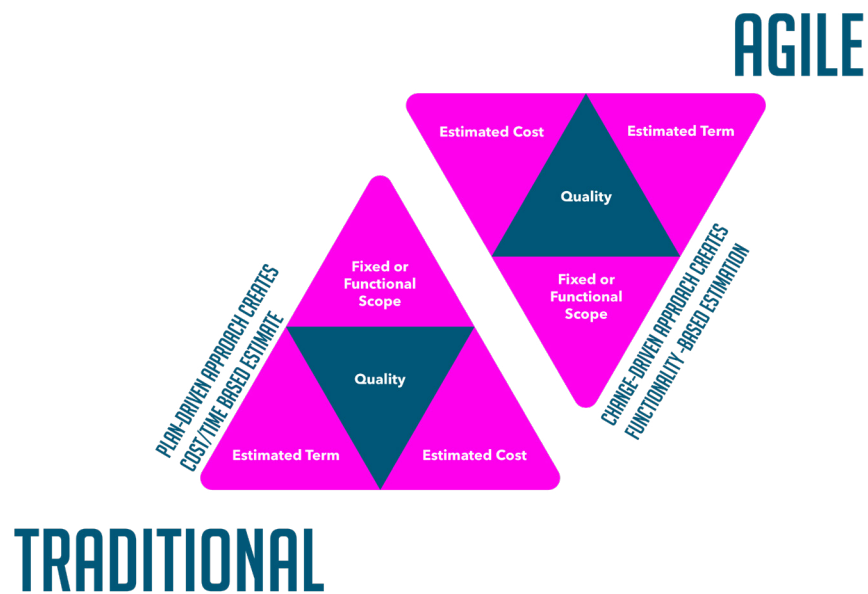 AGILE
Estimated Cost
Estimated Term
Quality
Fixed or
Functional
Scope
CHANGE-DRIVEN APPROACH CREATES
FUNCTIONALITY -BASED ESTIMATION
Fixed or
Functional
Scope
Quality
Estimated Term
Estimated Cost
PLAN-DRIVEN APPROACH CREATES
COST/TIME BASED ESTIMATE
TRADITIONAL